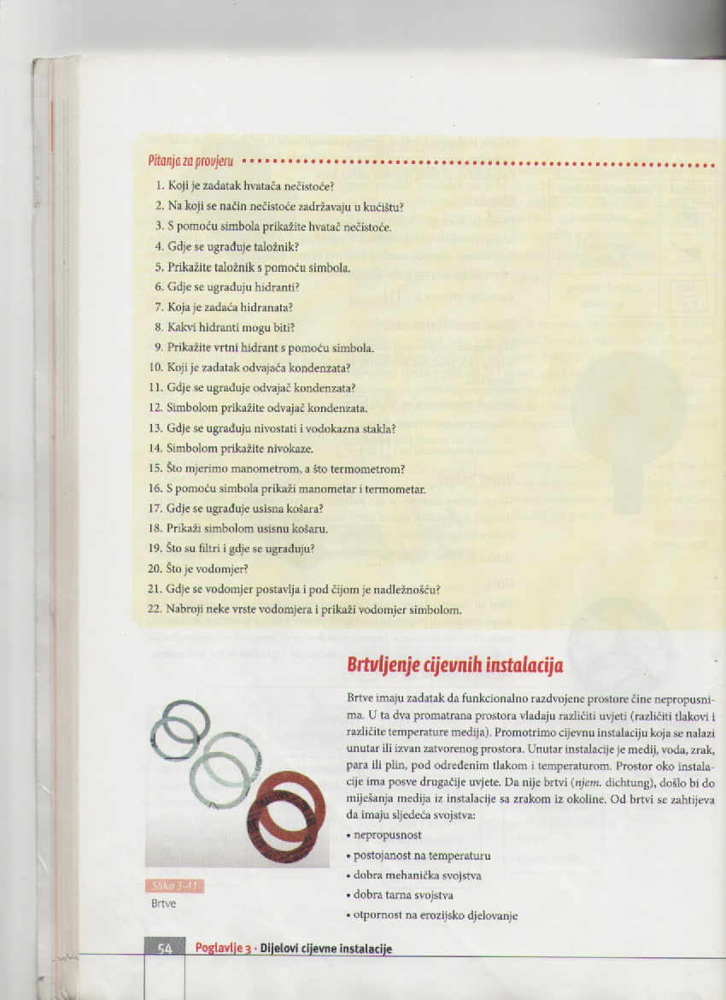 Pitanja za provjeru
1. Koji je zadatak hvatača nečistoće?
2. Na koji se način nečistoće zadržavaju u kućištu?
3. S pomoću simbola prikažite hvatač nečistoće.
4. Gdje se ugrađuje taložnik?
5. Prikažite taložnik s pomoću simbola.
6. Gdje se ugrađuju hidranti?
7. Koja je zadaća hidranata?
8. Kakvi hidranti mogu biti?
9. Prikažite vrtni hidrant s pomoću simbola.
10. Koji je zadatak odvajača kondenzata?
11. Gdje se ugrađuje odvajač kondenzata?
12. Simbolom prikažite odvajač kondenzata.
13. Gdje se ugrađuju nivostati i vodokazna stakla?
14. Simbolom prikažite nivokaze.
15. Što mjerimo manometrom, a što termometrom?
16. S pomoću simbola prikaži manometar i termometar.
17. Gdje se ugrađuje usisna košara?
18. Prikaži simbolom usisnu košaru.
19. Što su filtri i gdje se ugrađuju?
20. Što je vodomjer?
21. Gdje se vodomjer postavlja i pod čijom je nadležnošću?
22. Nabroji neke vrste vodomjera i prikaži vodomjer simbolom.
Brtvljenje cijevnih instalacija
Brtve imaju zadatak da funkcionalno razdvojene prostore čine nepropusni-
ma. U ta dva promatrana prostora vladaju različiti uvjeti (različiti tlakovi i
različite temperature medija). Promotrimo cijevnu instalaciju koja se nalazi
unutar ili izvan zatvorenog prostora. Unutar instalacije je medij, voda, zrak,
para ili plin, pod određenim tlakom i temperaturom. Prostor oko instala-
cije ima posve drugačije uvjete. Da nije brtvi (njem. dichtung), došlo bi do
miješanja medija iz instalacije sa zrakom iz okoline. Od brtvi se zahtijeva
da imaju sljedeća svojstva:
• nepropusnost
• postojanost na temperaturu
• dobra mehanička svojstva
• dobra tarna svojstva
• otpornost na erozijsko djelovanje
Slika 3-41
Brtve
54 Poglavlje 3 · Dijelovi cijevne instalacije